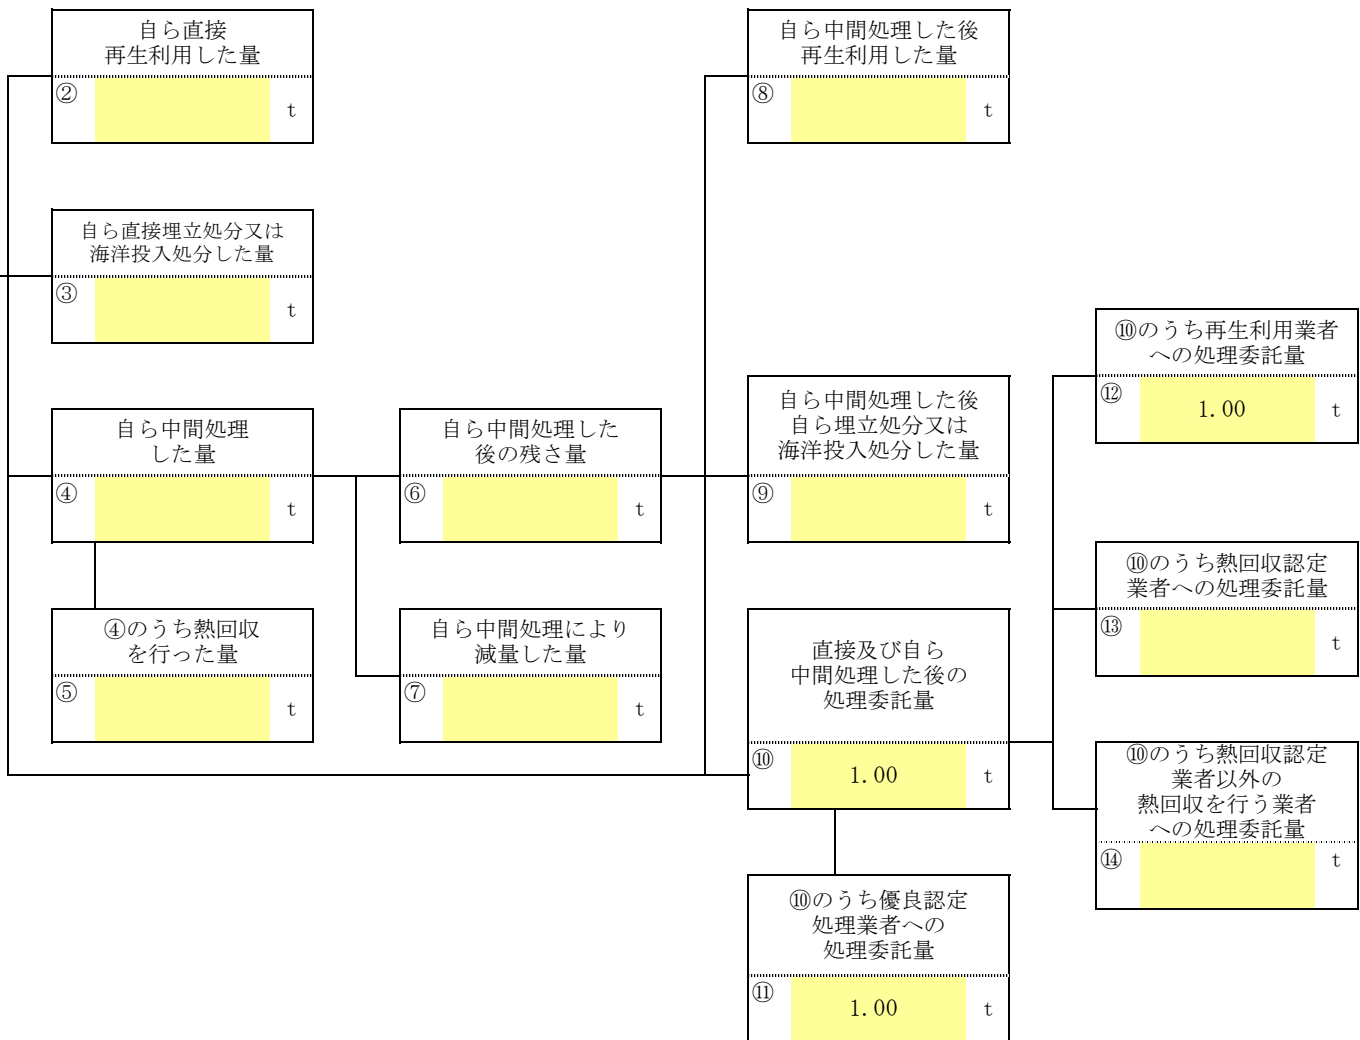 自ら直接
再生利用した量
②
t
自ら中間処理した後
再生利用した量
⑧
t
自ら直接埋立処分又は
海洋投入処分した量
③
t
⑩のうち再生利用業者
への処理委託量
⑫
1.00
t
自ら中間処理
した量
④
t
自ら中間処理した
後の残さ量
⑥
t
自ら中間処理した後
自ら埋立処分又は
海洋投入処分した量
⑨
t
⑩のうち熱回収認定
業者への処理委託量
⑬
t
④のうち熱回収
を行った量
⑤
t
自ら中間処理により
減量した量
⑦
t
直接及び自ら
中間処理した後の
処理委託量
⑩
1.00
t
⑩のうち熱回収認定
業者以外の
熱回収を行う業者
への処理委託量
⑭
t
⑩のうち優良認定
処理業者への
処理委託量
⑪
1.00
t